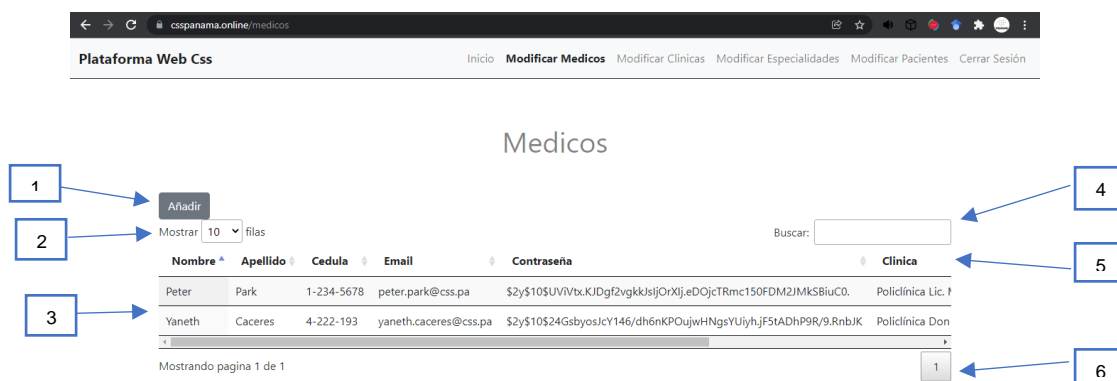 csspanama.online/medicos
Plataforma Web Css Inicio Modificar Medicos Modificar Clinicas Modificar Especialidades Modificar Pacientes Cerrar Sesión
Medicos
1
4
Añadir
2 Mostrar 10 filas Buscar:
Nombre Apellido Cedula Email Contraseña Clinica 5
Peter Park 1-234-5678 peter.park@css.pa $2y$10$UViVtx.KJDgf2vgkkJsIjOrXIj.eDOjcTRmc150FDM2JMkSBiuC0. Policlínica Lic.
3
Yaneth Caceres 4-222-193 yaneth.caceres@css.pa $2y$10$24GsbyosJcY146/dh6nKPOujwHNgsYUiyh.jF5tADhP9R/9.RnbJK Policlínica Don
Mostrando pagina 1 de 1 1 6